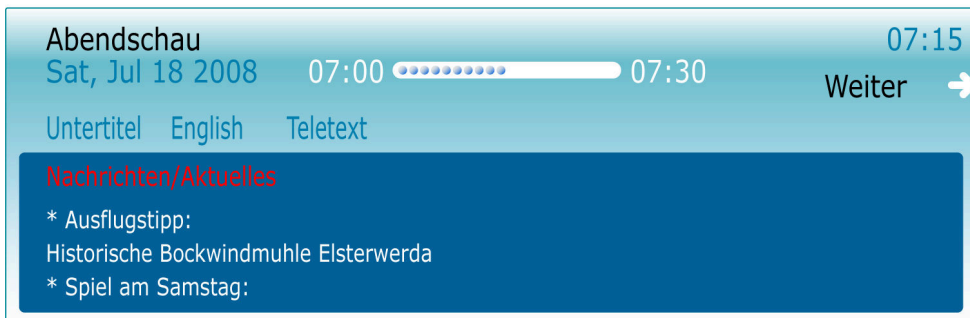 Abendschau 07:15
Sat, Jul 18 2008 07:00 07:30
Weiter
Untertitel English Teletext
Nachrichten/Aktuelles
* Ausflugstipp:
Historische Bockwindmuhle Elsterwerda
* Spiel am Samstag: